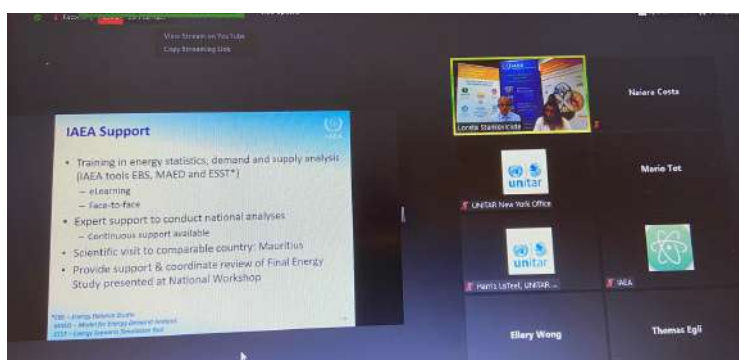 View Stream on YouTube
Copy Streaming Link
IAEA Support
IAEA
• Training in energy statistics, demand and supply analysis
(IAEA tools EBS, MAED and ESST*)
– eLearning
– Face-to-face
• Expert support to conduct national analyses
– Continuous support available
• Scientific visit to comparable country: Mauritius
• Provide support & coordinate review of Final Energy
Study presented at National Workshop
*EBS – Energy Balance Studio
MAED – Model for Energy Demand Analysis
ESST – Energy Scenario Simulation Tool
Naiara Costa
unitar
UNITAR New York Office
Mario Tot
unitar
UNITAR
IAEA
Ellery Wong
Thomas Egli